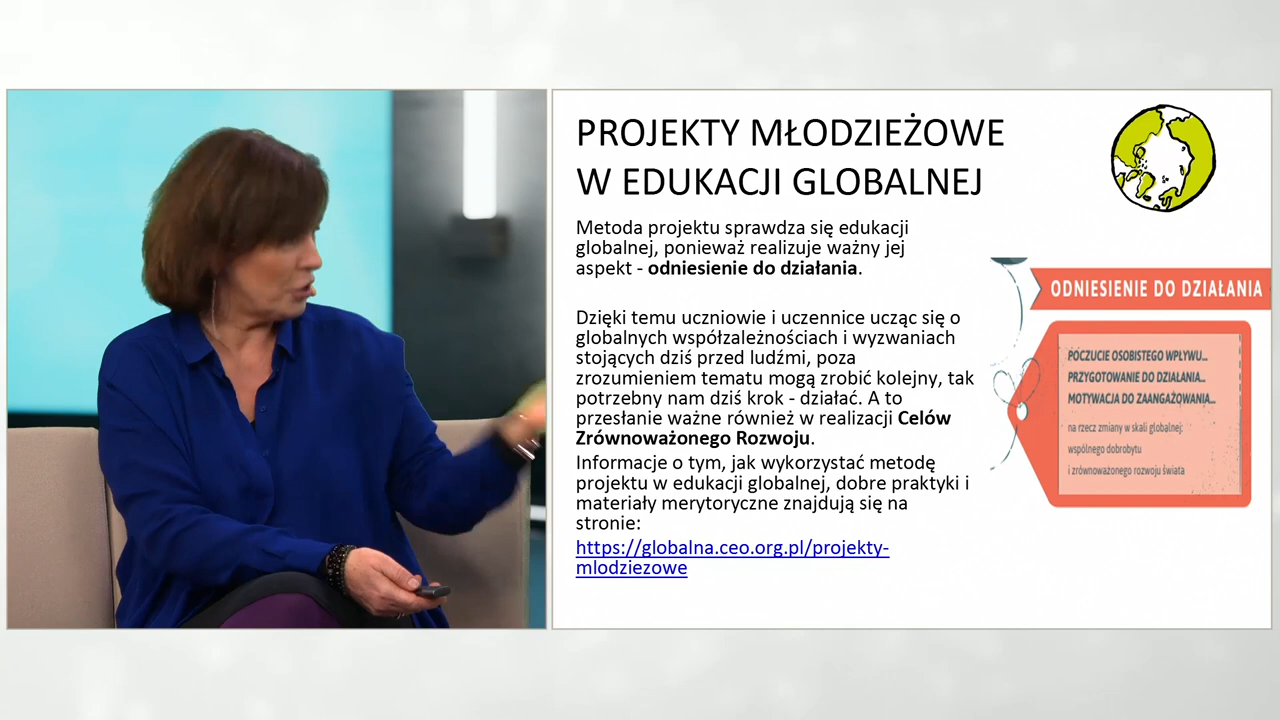 PROJEKTY MŁODZIEŻOWE
W EDUKACJI GLOBALNEJ
Metoda projektu sprawdza się edukacji
globalnej, ponieważ realizuje ważny jej
aspekt - odniesienie do działania.
Dzięki temu uczniowie i uczennice ucząc się o
globalnych współzależnościach i wyzwaniach
stojących dziś przed ludźmi, poza
zrozumieniem tematu mogą zrobić kolejny, tak
potrzebny nam dziś krok - działać. A to
przesłanie ważne również w realizacji Celów
Zrównoważonego Rozwoju.
Informacje o tym, jak wykorzystać metodę
projektu w edukacji globalnej, dobre praktyki i
materiały merytoryczne znajdują się na
stronie:
https://globalna.ceo.org.pl/projekty-
mlodziezowe
ODNIESIENIE DO DZIAŁANIA
POCZUCIE OSOBISTEGO WPŁYWU...
PRZYGOTOWANIE DO DZIAŁANIA...
MOTYWACJA DO ZAANGAŻOWANIA...
na rzecz zmiany w skali globalnej:
wspólnego dobrobytu
i zrównoważonego rozwoju świata